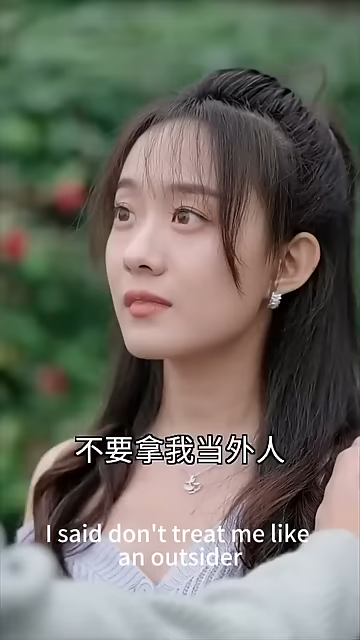 不要拿我当外人
I said don't treat me like
an outsider